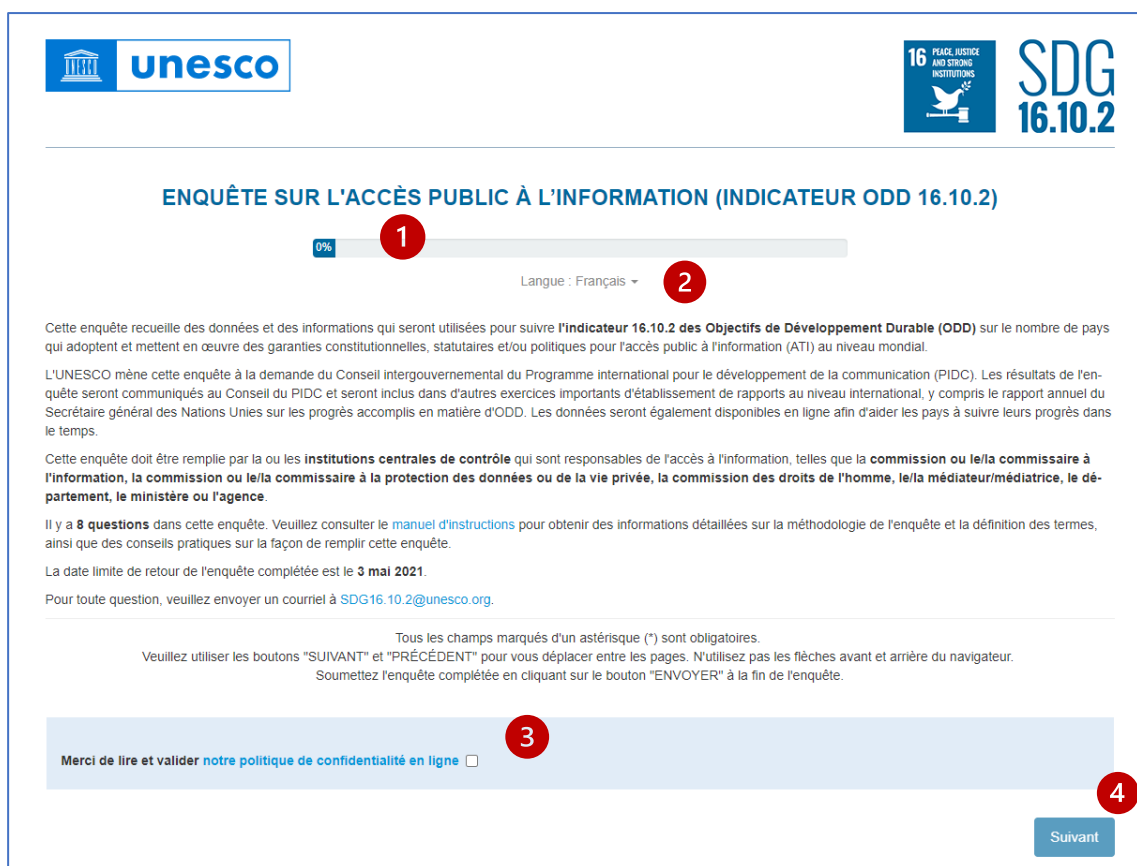 unesco
16 PEACE, JUSTICE
AND STRONG
INSTITUTIONS
SDG
16.10.2
ENQUÊTE SUR L'ACCÈS PUBLIC À L’INFORMATION (INDICATEUR ODD 16.10.2)
1
0%
Langue : Français
2
Cette enquête recueille des données et des informations qui seront utilisées pour suivre l'indicateur 16.10.2 des Objectifs de Développement Durable (ODD) sur le nombre de pays
qui adoptent et mettent en œuvre des garanties constitutionnelles, statutaires et/ou politiques pour l'accès public à l'information (ATI) au niveau mondial.
L'UNESCO mène cette enquête à la demande du Conseil intergouvernemental du Programme international pour le développement de la communication (PIDC). Les résultats de l'en-
quête seront communiqués au Conseil du PIDC et seront inclus dans d'autres exercices importants d'établissement de rapports au niveau international, y compris le rapport annuel du
Secrétaire général des Nations Unies sur les progrès accomplis en matière d'ODD. Les données seront également disponibles en ligne afin d'aider les pays à suivre leurs progrès dans
le temps.
Cette enquête doit être remplie par la ou les institutions centrales de contrôle qui sont responsables de l'accès à l'information, telles que la commission ou le/la commissaire à
l'information, la commission ou le/la commissaire à la protection des données ou de la vie privée, la commission des droits de l'homme, le/la médiateur/médiatrice, le dé-
partement, le ministère ou l'agence.
Il y a 8 questions dans cette enquête. Veuillez consulter le manuel d'instructions pour obtenir des informations détaillées sur la méthodologie de l'enquête et la définition des termes,
ainsi que des conseils pratiques sur la façon de remplir cette enquête.
La date limite de retour de l'enquête complétée est le 3 mai 2021.
Pour toute question, veuillez envoyer un courriel à SDG16.10.2@unesco.org.
Tous les champs marqués d'un astérisque (*) sont obligatoires.
Veuillez utiliser les boutons "SUIVANT" et "PRÉCÉDENT" pour vous déplacer entre les pages. N'utilisez pas les flèches avant et arrière du navigateur.
Soumettez l'enquête complétée en cliquant sur le bouton "ENVOYER" à la fin de l'enquête.
3
Merci de lire et valider notre politique de confidentialité en ligne
4
Suivant